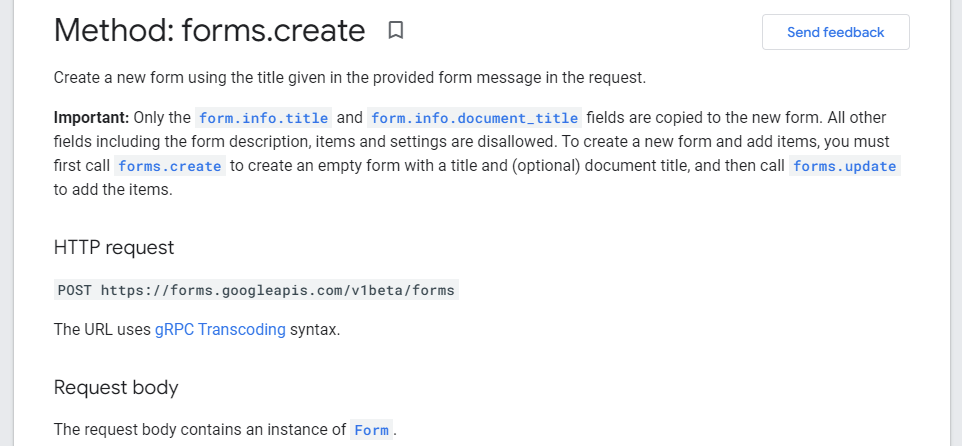 Method: forms.create
Send feedback
Create a new form using the title given in the provided form message in the request.
Important: Only the form.info.title and form.info.document_title fields are copied to the new form. All other
fields including the form description, items and settings are disallowed. To create a new form and add items, you must
first call forms.create to create an empty form with a title and (optional) document title, and then call forms.update
to add the items.
HTTP request
POST https://forms.googleapis.com/v1beta/forms
The URL uses gRPC Transcoding syntax.
Request body
The request body contains an instance of Form.